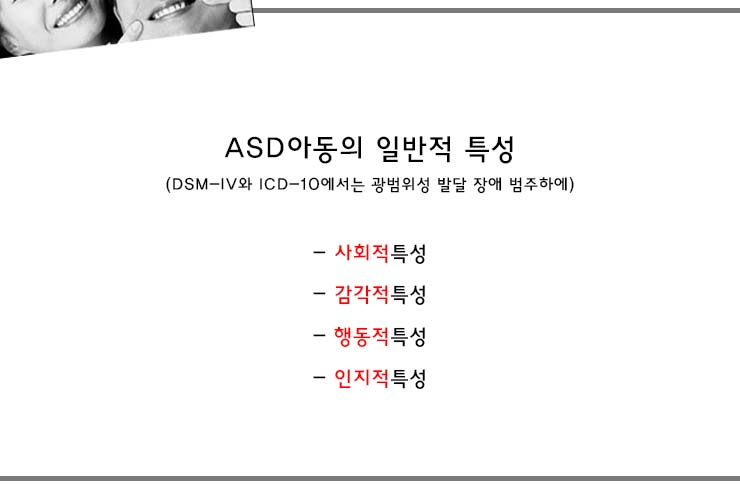 ASD아동의 일반적 특성
(DSM-IV와 ICD-10에서는 광범위성 발달 장애 범주하에)
- 사회적특성
- 감각적특성
- 행동적특성
- 인지적특성